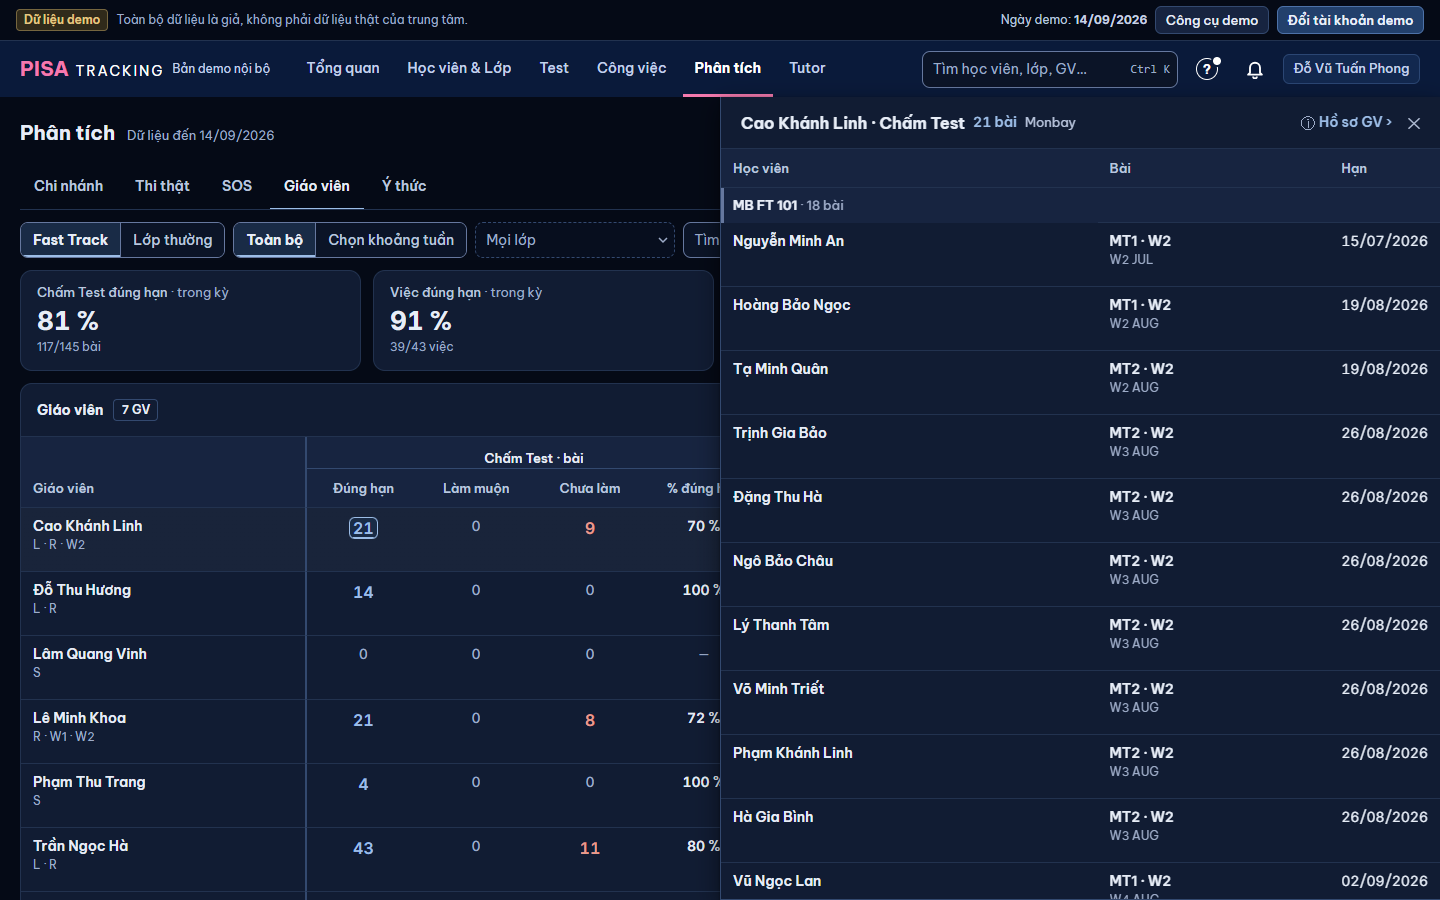 Dữ liệu demo Toàn bộ dữ liệu là giả, không phải dữ liệu thật của trung tâm. Ngày demo: 14/09/2026 Công cụ demo Đổi tài khoản demo
PISA TRACKING Bản demo nội bộ Tổng quan Học viên & Lớp Test Công việc Phân tích Tutor Tìm học viên, lớp, GV... Ctrl K ? Đỗ Vũ Tuấn Phong
Phân tích Dữ liệu đến 14/09/2026
Chi nhánh Thi thật SOS Giáo viên Ý thức
Fast Track Lớp thường Toàn bộ Chọn khoảng tuần Mọi lớp Tìm
Chấm Test đúng hạn · trong kỳ
81 %
117/145 bài
Việc đúng hạn · trong kỳ
91 %
39/43 việc
Giáo viên 7 GV
Chấm Test · bài
Giáo viên Đúng hạn Làm muộn Chưa làm % đúng
Cao Khánh Linh 21 0 9 70 %
L · R · W2
Đỗ Thu Hương 14 0 0 100 %
L · R
Lâm Quang Vinh 0 0 0 —
S
Lê Minh Khoa 21 0 8 72 %
R · W1 · W2
Phạm Thu Trang 4 0 0 100 %
S
Trần Ngọc Hà 43 0 11 80 %
L · R
Cao Khánh Linh · Chấm Test 21 bài Monbay Hồ sơ GV ›
Học viên Bài Hạn
MB FT 101 · 18 bài
Nguyễn Minh An MT1 · W2 15/07/2026
W2 JUL
Hoàng Bảo Ngọc MT1 · W2 19/08/2026
W2 AUG
Tạ Minh Quân MT2 · W2 19/08/2026
W2 AUG
Trịnh Gia Bảo MT2 · W2 26/08/2026
W3 AUG
Đặng Thu Hà MT2 · W2 26/08/2026
W3 AUG
Ngô Bảo Châu MT2 · W2 26/08/2026
W3 AUG
Lý Thanh Tâm MT2 · W2 26/08/2026
W3 AUG
Võ Minh Triết MT2 · W2 26/08/2026
W3 AUG
Phạm Khánh Linh MT2 · W2 26/08/2026
W3 AUG
Hà Gia Bình MT2 · W2 26/08/2026
W3 AUG
Vũ Ngọc Lan MT1 · W2 02/09/2026
W4 AUG